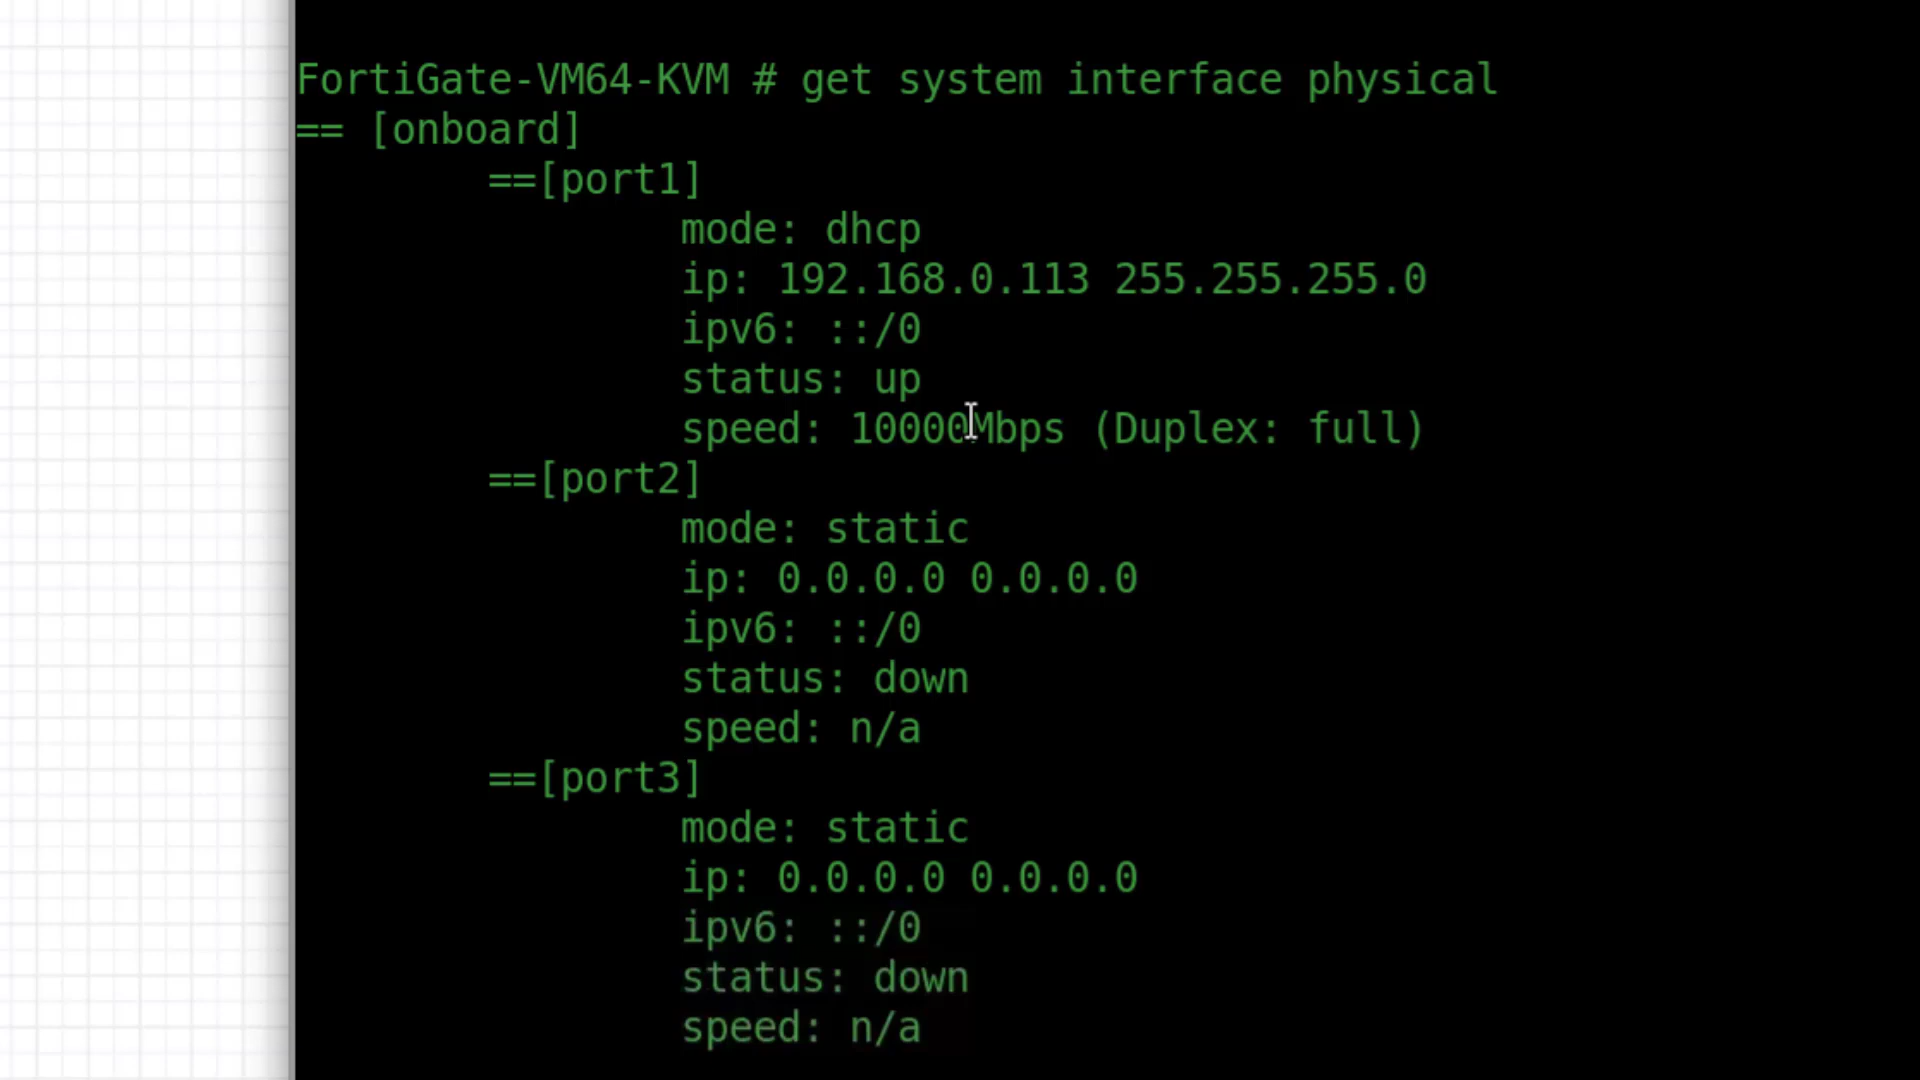 FortiGate-VM64-KVM # get system interface physical
== [onboard]
==[port1]
mode: dhcp
ip: 192.168.0.113 255.255.255.0
ipv6: ::/0
status: up
speed: 10000Mbps (Duplex: full)
==[port2]
mode: static
ip: 0.0.0.0 0.0.0.0
ipv6: ::/0
status: down
speed: n/a
==[port3]
mode: static
ip: 0.0.0.0 0.0.0.0
ipv6: ::/0
status: down
speed: n/a